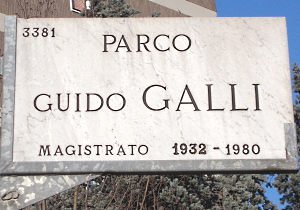 3381
PARCO
GUIDO GALLI
MAGISTRATO 1932 - 1980